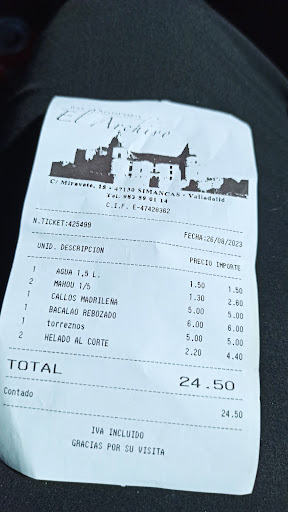 El Archivo
C/ Miravete, 15 - 47130 SIMANCAS - Valladolid
Tel. 983 59 01 14
C.I.F. E-47420362
N.TICKET:425499 FECHA:26/08/2023
UNID. DESCRIPCION PRECIO IMPORTE
1 AGUA 1,5 L. 1.50 1.50
2 MAHOU 1/5 1.30 2.60
1 CALLOS MADRILEÑA 5.00 5.00
1 BACALAO REBOZADO 6.00 6.00
1 torreznos 5.00 5.00
2 HELADO AL CORTE 2.20 4.40
TOTAL 24.50
Contado 24.50
IVA INCLUIDO
GRACIAS POR SU VISITA